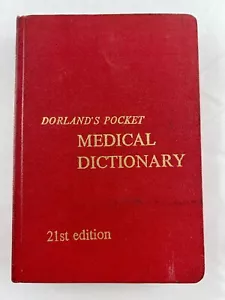 DORLAND'S POCKET
MEDICAL
DICTIONARY
21st edition